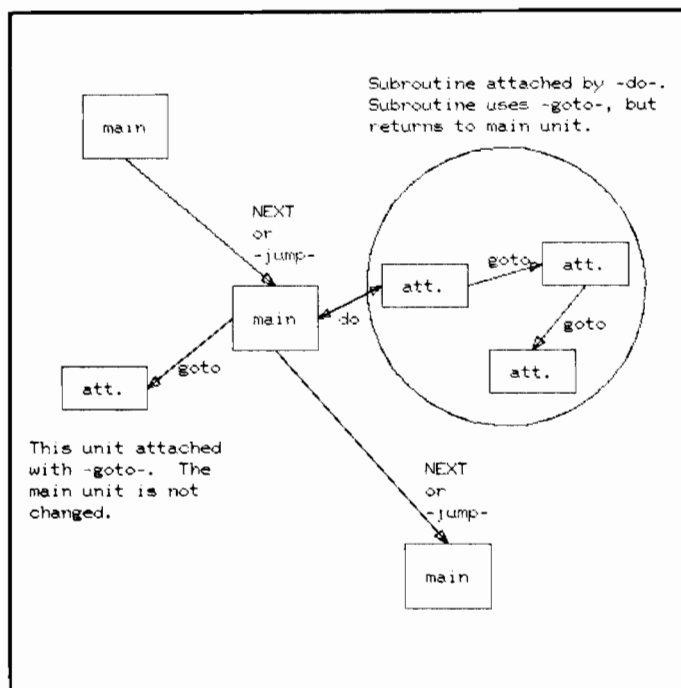 Subroutine attached by -do-.
Subroutine uses -goto-, but
returns to main unit.
main
NEXT
or
-jump-
att.
goto
att.
main
do
goto
att.
goto
att.
This unit attached
with -goto-. The
main unit is not
changed.
NEXT
or
-jump-
main